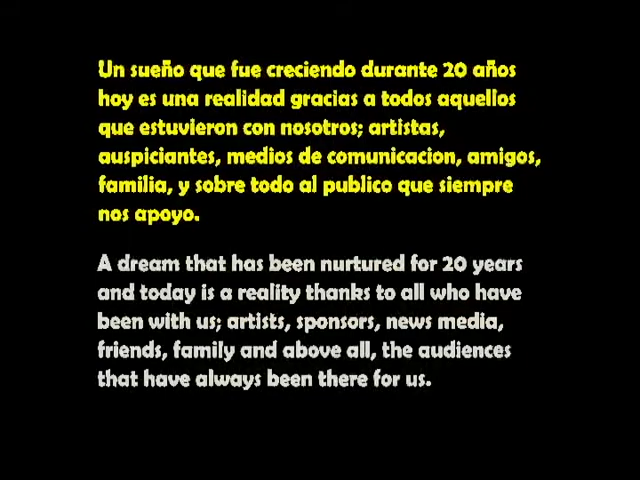 Un sueño que fue creciendo durante 20 años
hoy es una realidad gracias a todos aquellos
que estuvieron con nosotros; artistas,
auspiciantes, medios de comunicacion, amigos,
familia, y sobre todo al publico que siempre
nos apoyo.
A dream that has been nurtured for 20 years
and today is a reality thanks to all who have
been with us; artists, sponsors, news media,
friends, family and above all, the audiences
that have always been there for us.